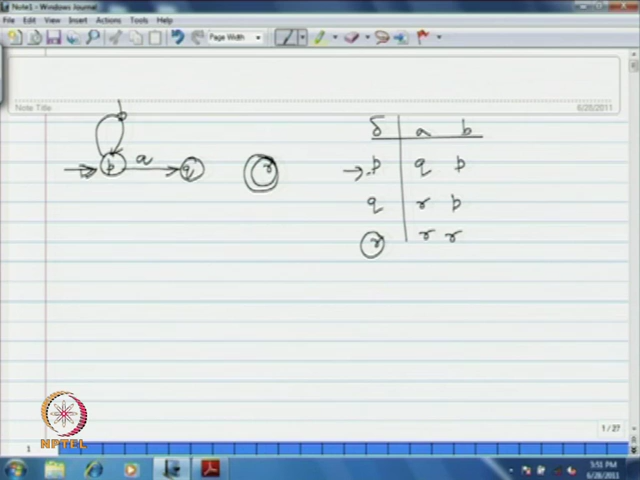 Note1 - Windows Journal
File Edit View Insert Actions Tools Help
Page Width
Note Title
6/28/2011
b
p a q r
δ a b
p q p
q r p
r r r
1 / 27
NPTEL
1
5:51 PM
6/28/2011